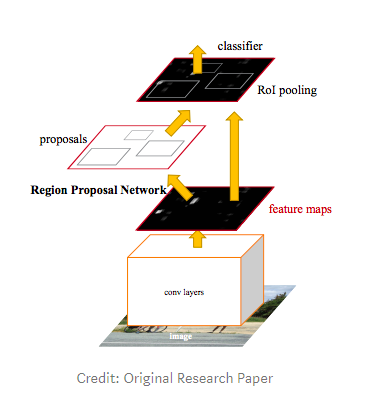 classifier
RoI pooling
proposals
Region Proposal Network
feature maps
conv layers
image
Credit: Original Research Paper